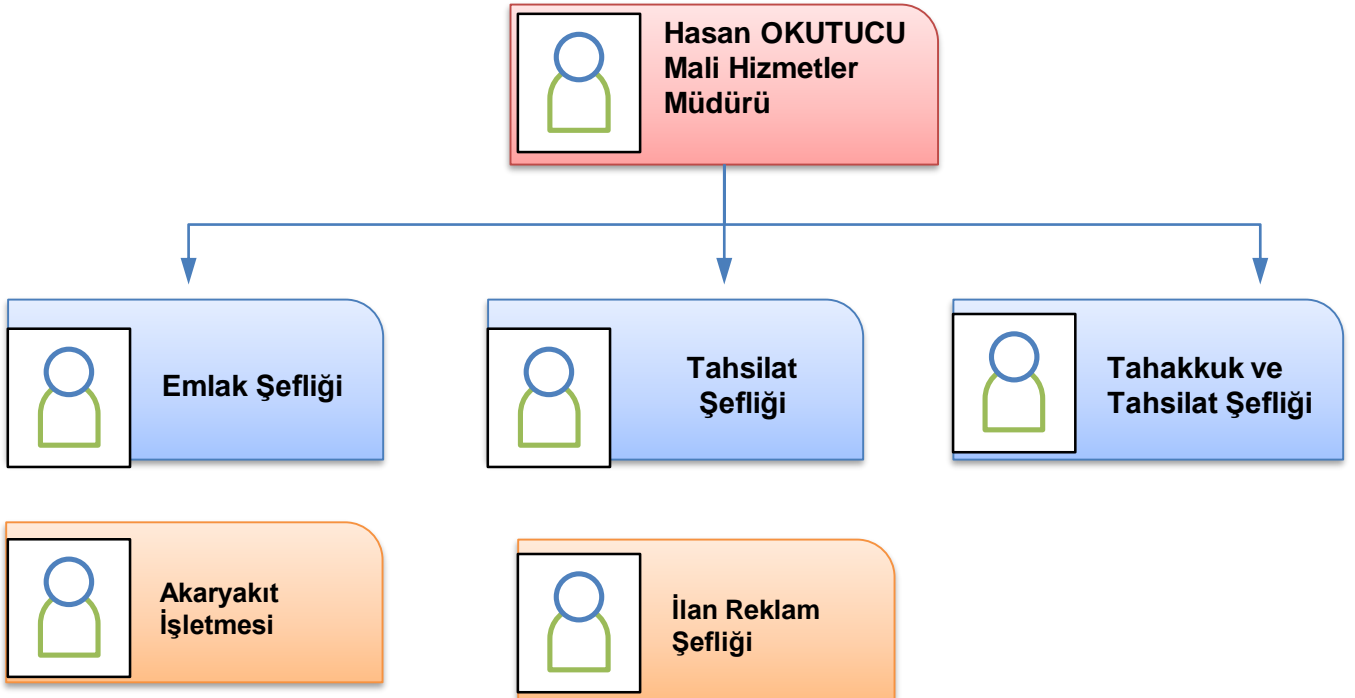 Hasan OKUTUCU
Mali Hizmetler
Müdürü
Emlak Şefliği
Tahsilat
Şefliği
Tahakkuk ve
Tahsilat Şefliği
Akaryakıt
İşletmesi
İlan Reklam
Şefliği